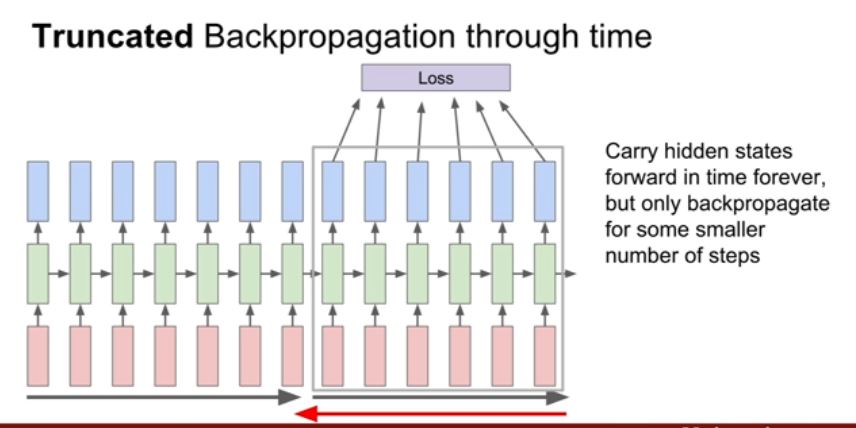 Truncated Backpropagation through time
Loss
Carry hidden states
forward in time forever,
but only backpropagate
for some smaller
number of steps